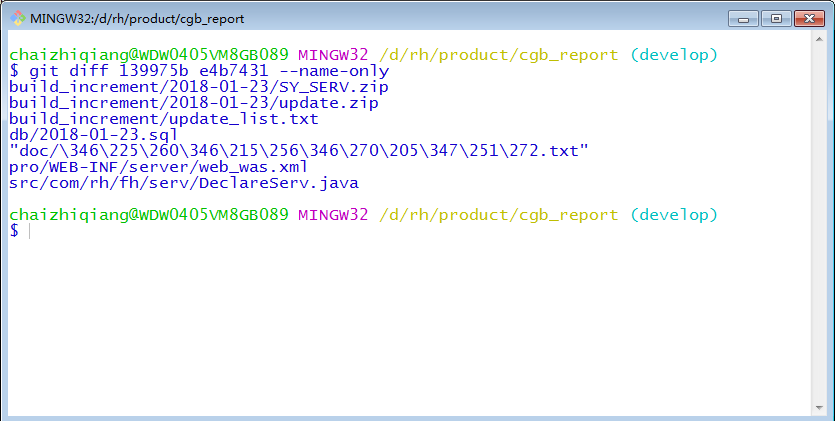 MINGW32:/d/rh/product/cgb_report
chaizhiqiang@WDW0405VM8GB089 MINGW32 /d/rh/product/cgb_report (develop)
$ git diff 139975b e4b7431 --name-only
build_increment/2018-01-23/SY_SERV.zip
build_increment/2018-01-23/update.zip
build_increment/update_list.txt
db/2018-01-23.sql
"doc/\346\225\260\346\215\256\346\270\205\347\251\272.txt"
pro/WEB-INF/server/web_was.xml
src/com/rh/fh/serv/DeclareServ.java
chaizhiqiang@WDW0405VM8GB089 MINGW32 /d/rh/product/cgb_report (develop)
$